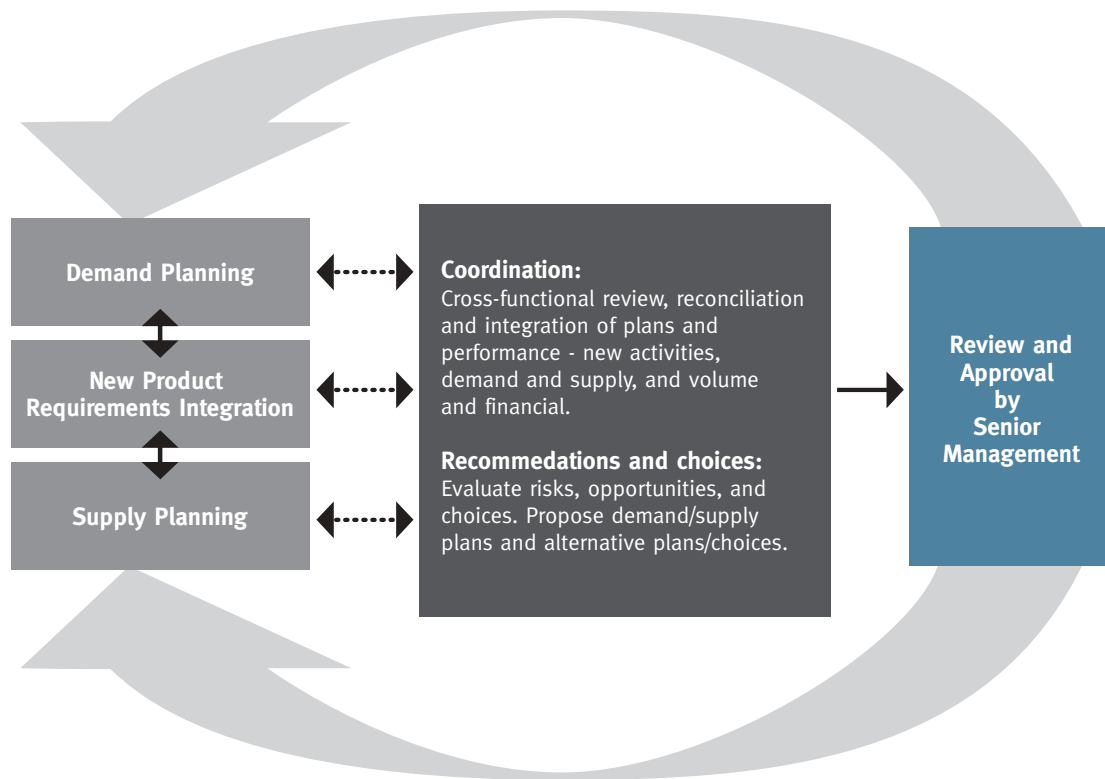 Demand Planning
New Product
Requirements Integration
Supply Planning
Coordination:
Cross-functional review, reconciliation
and integration of plans and
performance - new activities,
demand and supply, and volume
and financial.
Recommedations and choices:
Evaluate risks, opportunities, and
choices. Propose demand/supply
plans and alternative plans/choices.
Review and
Approval
by
Senior
Management